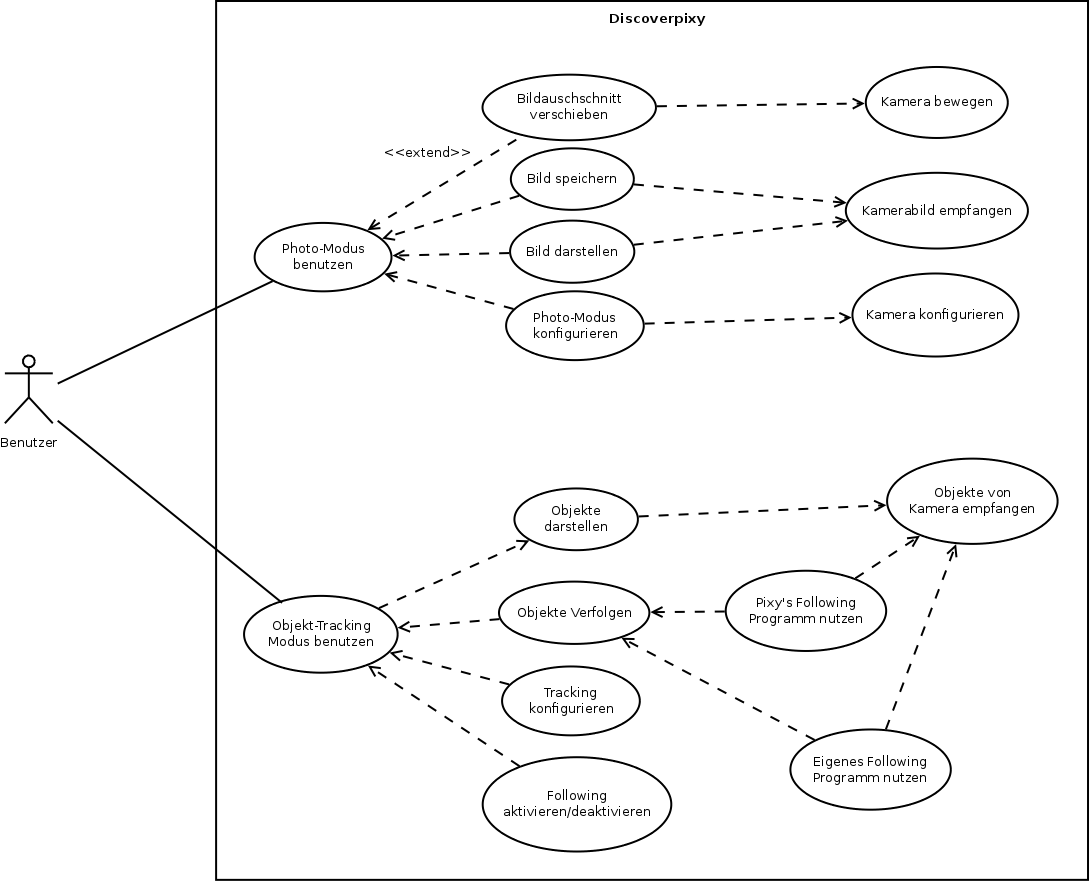 Discoverpixy
Bildauschschnitt
verschieben
Kamera bewegen
<<extend>>
Bild speichern
Kamerabild empfangen
Photo-Modus
benutzen
Bild darstellen
Photo-Modus
konfigurieren
Kamera konfigurieren
Benutzer
Objekte
darstellen
Objekte von
Kamera empfangen
Objekt-Tracking
Modus benutzen
Objekte Verfolgen
Pixy's Following
Programm nutzen
Tracking
konfigurieren
Eigenes Following
Programm nutzen
Following
aktivieren/deaktivieren